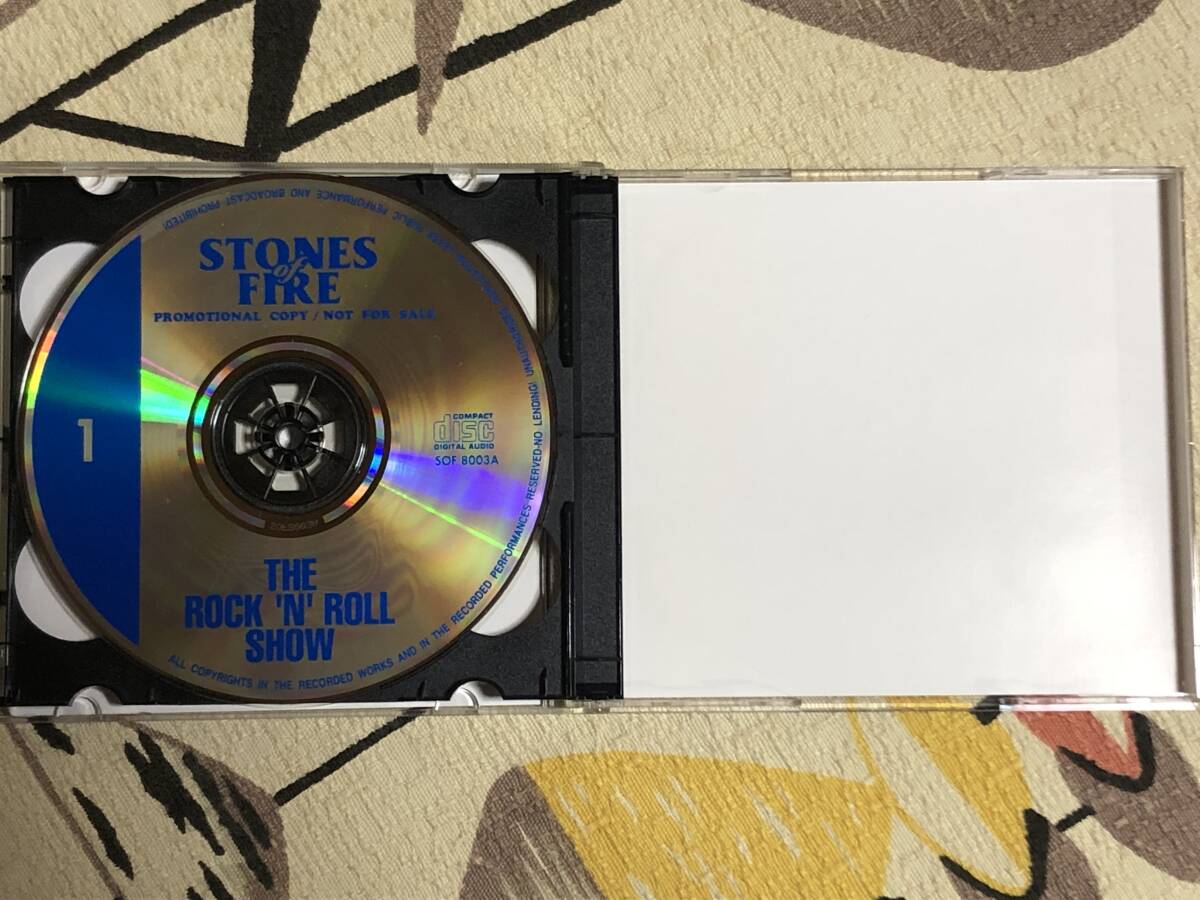 STONES
of
FIRE
PROMOTIONAL COPY / NOT FOR SALE
1
COMPACT
disc
DIGITAL AUDIO
SOF 8003A
THE
ROCK 'N' ROLL
SHOW
ALL COPYRIGHTS IN THE RECORDED WORKS AND IN THE RECORDED PERFORMANCES RESERVED-NO LENDING! UNAUTHORIZED PUBLIC PERFORMANCE AND BROADCAST PROHIBITED!